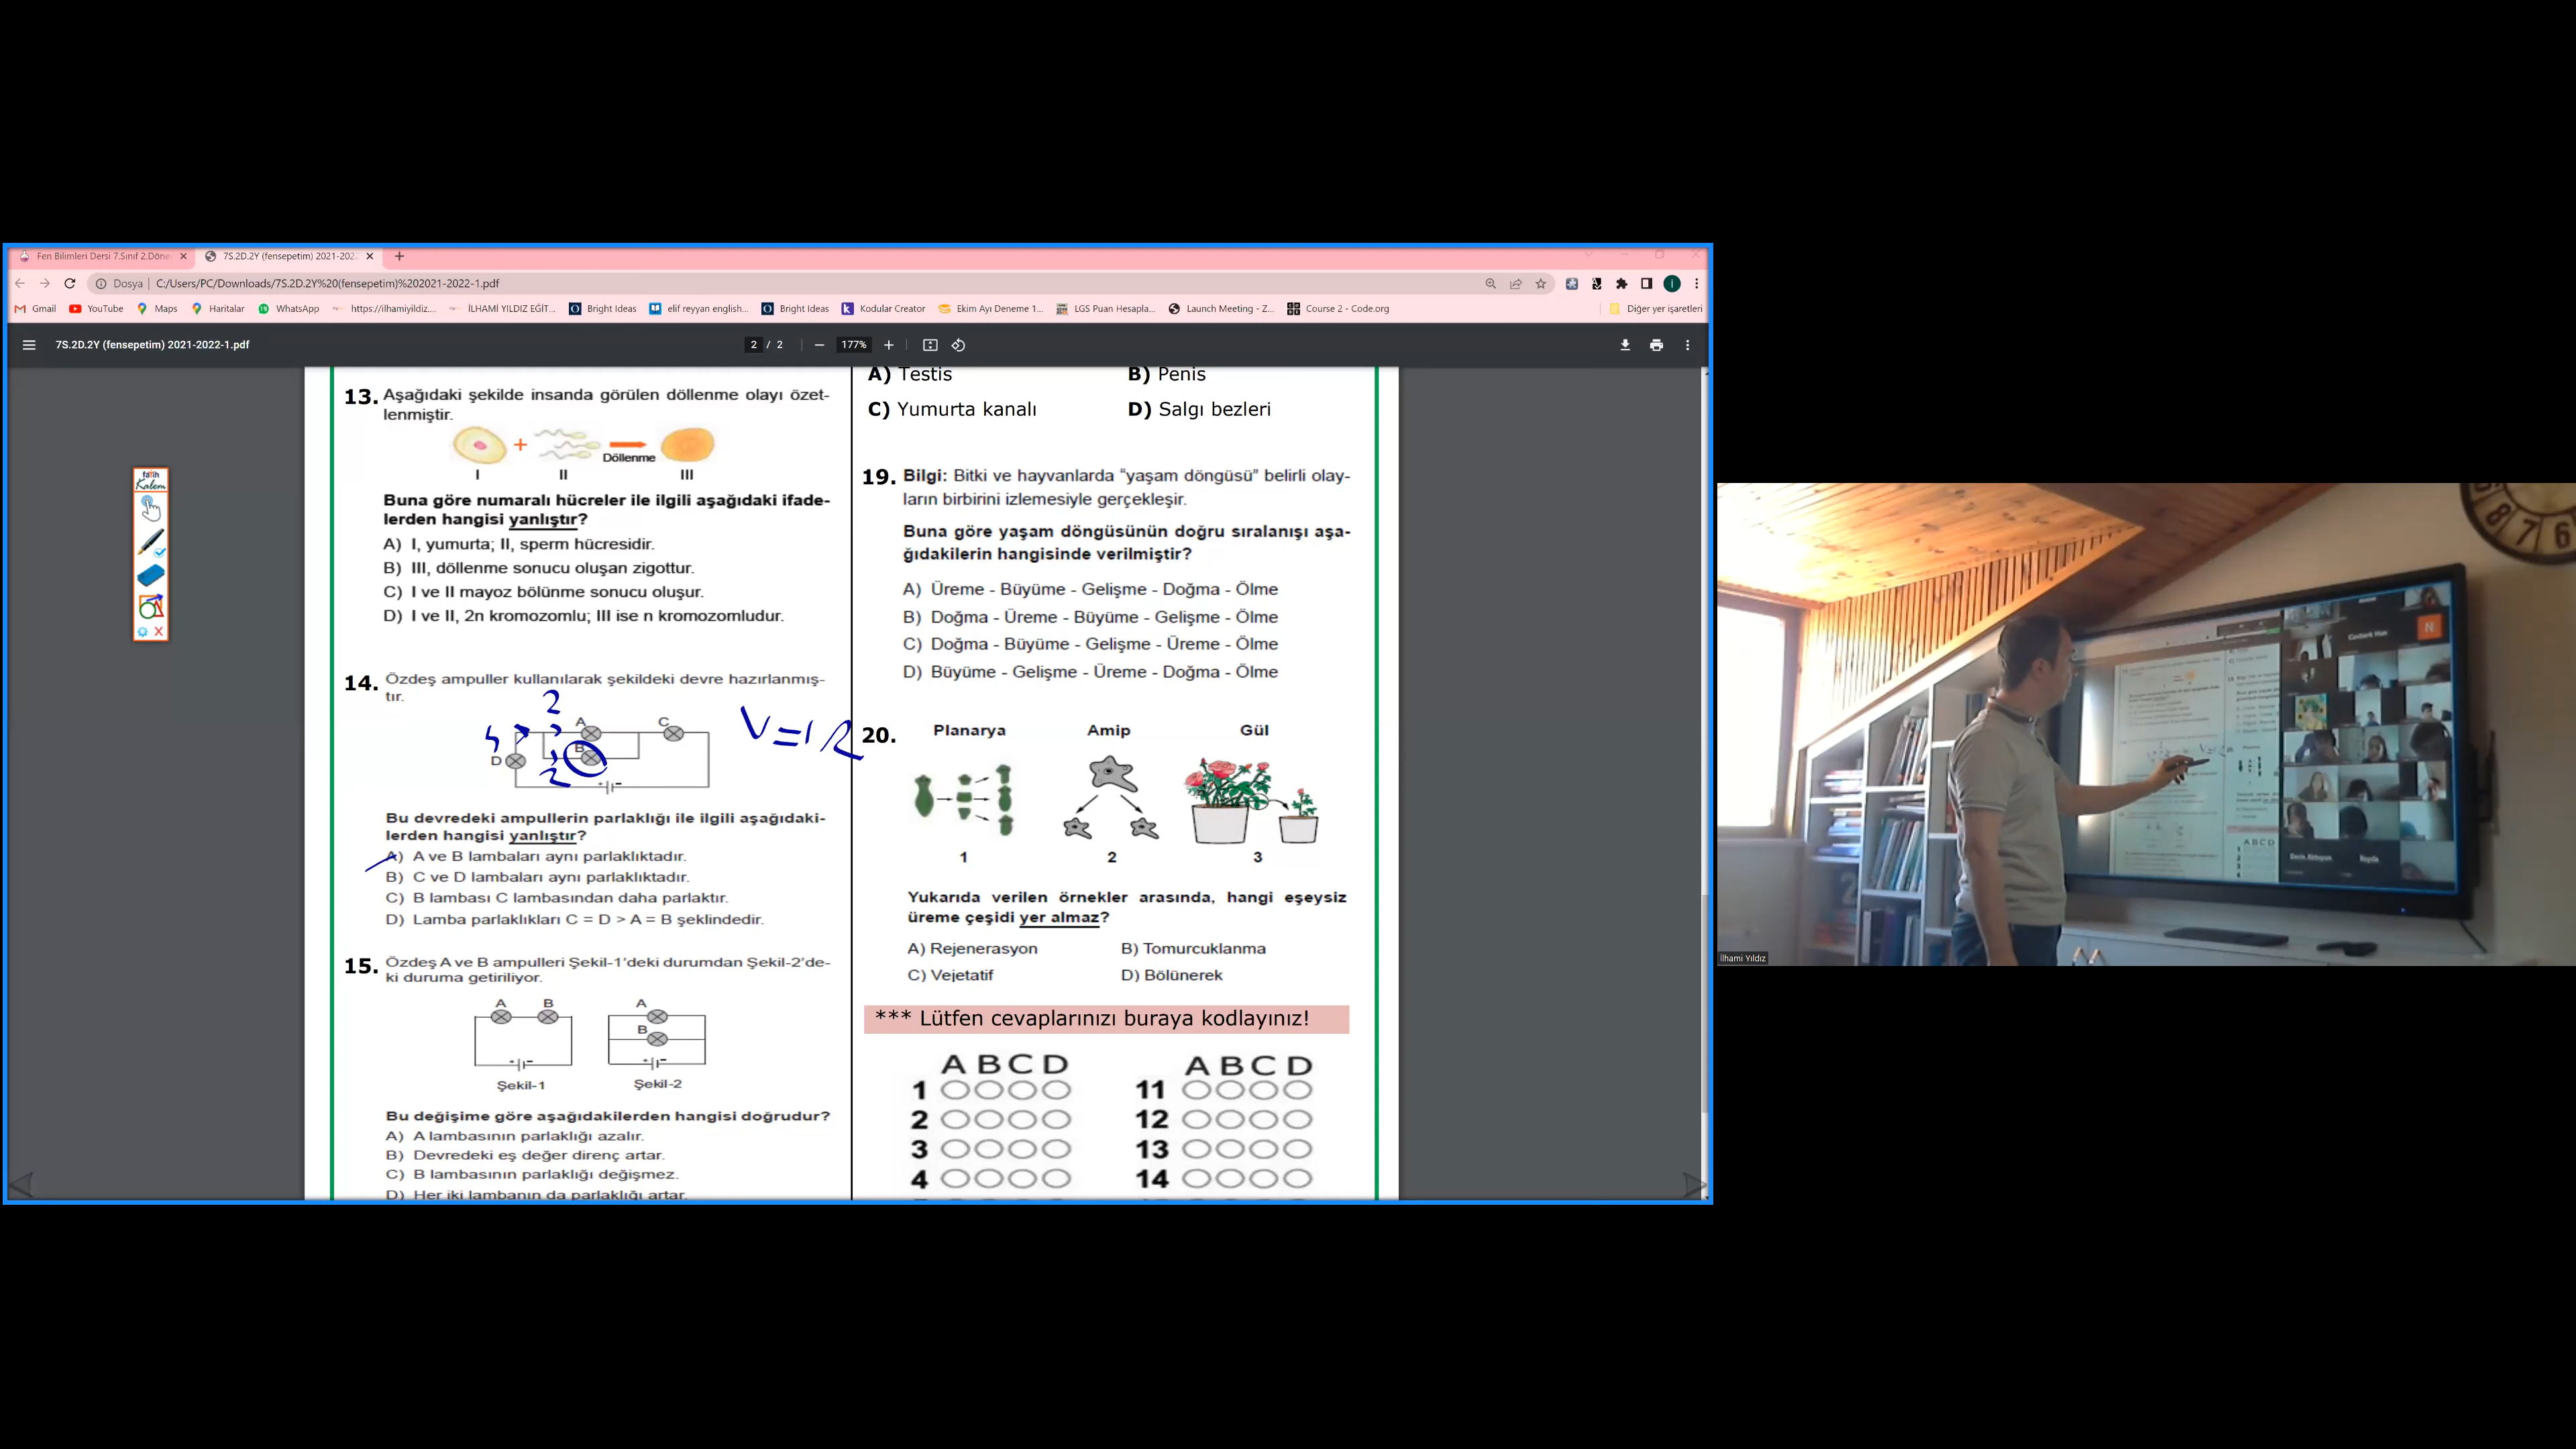 Fen Bilimleri Dersi 7.Sınıf 2.Döne
7S.2D.2Y (fensepetim) 2021-202
Dosya | C:/Users/PC/Downloads/7S.2D.2Y%20(fensepetim)%202021-2022-1.pdf
Gmail YouTube Maps Haritalar WhatsApp https://ilhamiyildiz.... İLHAMİ YILDIZ EĞİT... Bright Ideas elif reyyan english... Bright Ideas Kodular Creator Ekim Ayı Deneme 1... LGS Puan Hesapla... Launch Meeting - Z... Course 2 - Code.org Diğer yer işaretleri
7S.2D.2Y (fensepetim) 2021-2022-1.pdf 2 / 2 177%
fatih
Kalem
13. Aşağıdaki şekilde insanda görülen döllenme olayı özet-
lenmiştir.
Döllenme
I II III
Buna göre numaralı hücreler ile ilgili aşağıdaki ifade-
lerden hangisi yanlıştır?
A) I, yumurta; II, sperm hücresidir.
B) III, döllenme sonucu oluşan zigottur.
C) I ve II mayoz bölünme sonucu oluşur.
D) I ve II, 2n kromozomlu; III ise n kromozomludur.
14. Özdeş ampuller kullanılarak şekildeki devre hazırlanmış-
tır.
2
A C
B
D
2
V=IR
Bu devredeki ampullerin parlaklığı ile ilgili aşağıdaki-
lerden hangisi yanlıştır?
A) A ve B lambaları aynı parlaklıktadır.
B) C ve D lambaları aynı parlaklıktadır.
C) B lambası C lambasından daha parlaktır.
D) Lamba parlaklıkları C = D > A = B şeklindedir.
15. Özdeş A ve B ampulleri Şekil-1'deki durumdan Şekil-2'de-
ki duruma getiriliyor.
A B A
B
Şekil-1 Şekil-2
Bu değişime göre aşağıdakilerden hangisi doğrudur?
A) A lambasının parlaklığı azalır.
B) Devredeki eş değer direnç artar.
C) B lambasının parlaklığı değişmez.
D) Her iki lambanın da parlaklığı artar.
A) Testis B) Penis
C) Yumurta kanalı D) Salgı bezleri
19. Bilgi: Bitki ve hayvanlarda "yaşam döngüsü" belirli olay-
ların birbirini izlemesiyle gerçekleşir.
Buna göre yaşam döngüsünün doğru sıralanışı aşa-
ğıdakilerin hangisinde verilmiştir?
A) Üreme - Büyüme - Gelişme - Doğma - Ölme
B) Doğma - Üreme - Büyüme - Gelişme - Ölme
C) Doğma - Büyüme - Gelişme - Üreme - Ölme
D) Büyüme - Gelişme - Üreme - Doğma - Ölme
20. Planarya Amip Gül
1 2 3
Yukarıda verilen örnekler arasında, hangi eşeysiz
üreme çeşidi yer almaz?
A) Rejenerasyon B) Tomurcuklanma
C) Vejetatif D) Bölünerek
*** Lütfen cevaplarınızı buraya kodlayınız!
A B C D A B C D
1 11
2 12
3 13
4 14
8 7 6
N
A B C D
İlhami Yıldız